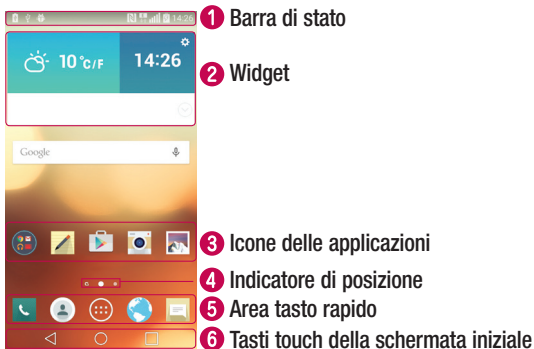 14:26 1 Barra di stato
10°C/F 14:26
2 Widget
Google
3 Icone delle applicazioni
4 Indicatore di posizione
5 Area tasto rapido
6 Tasti touch della schermata iniziale